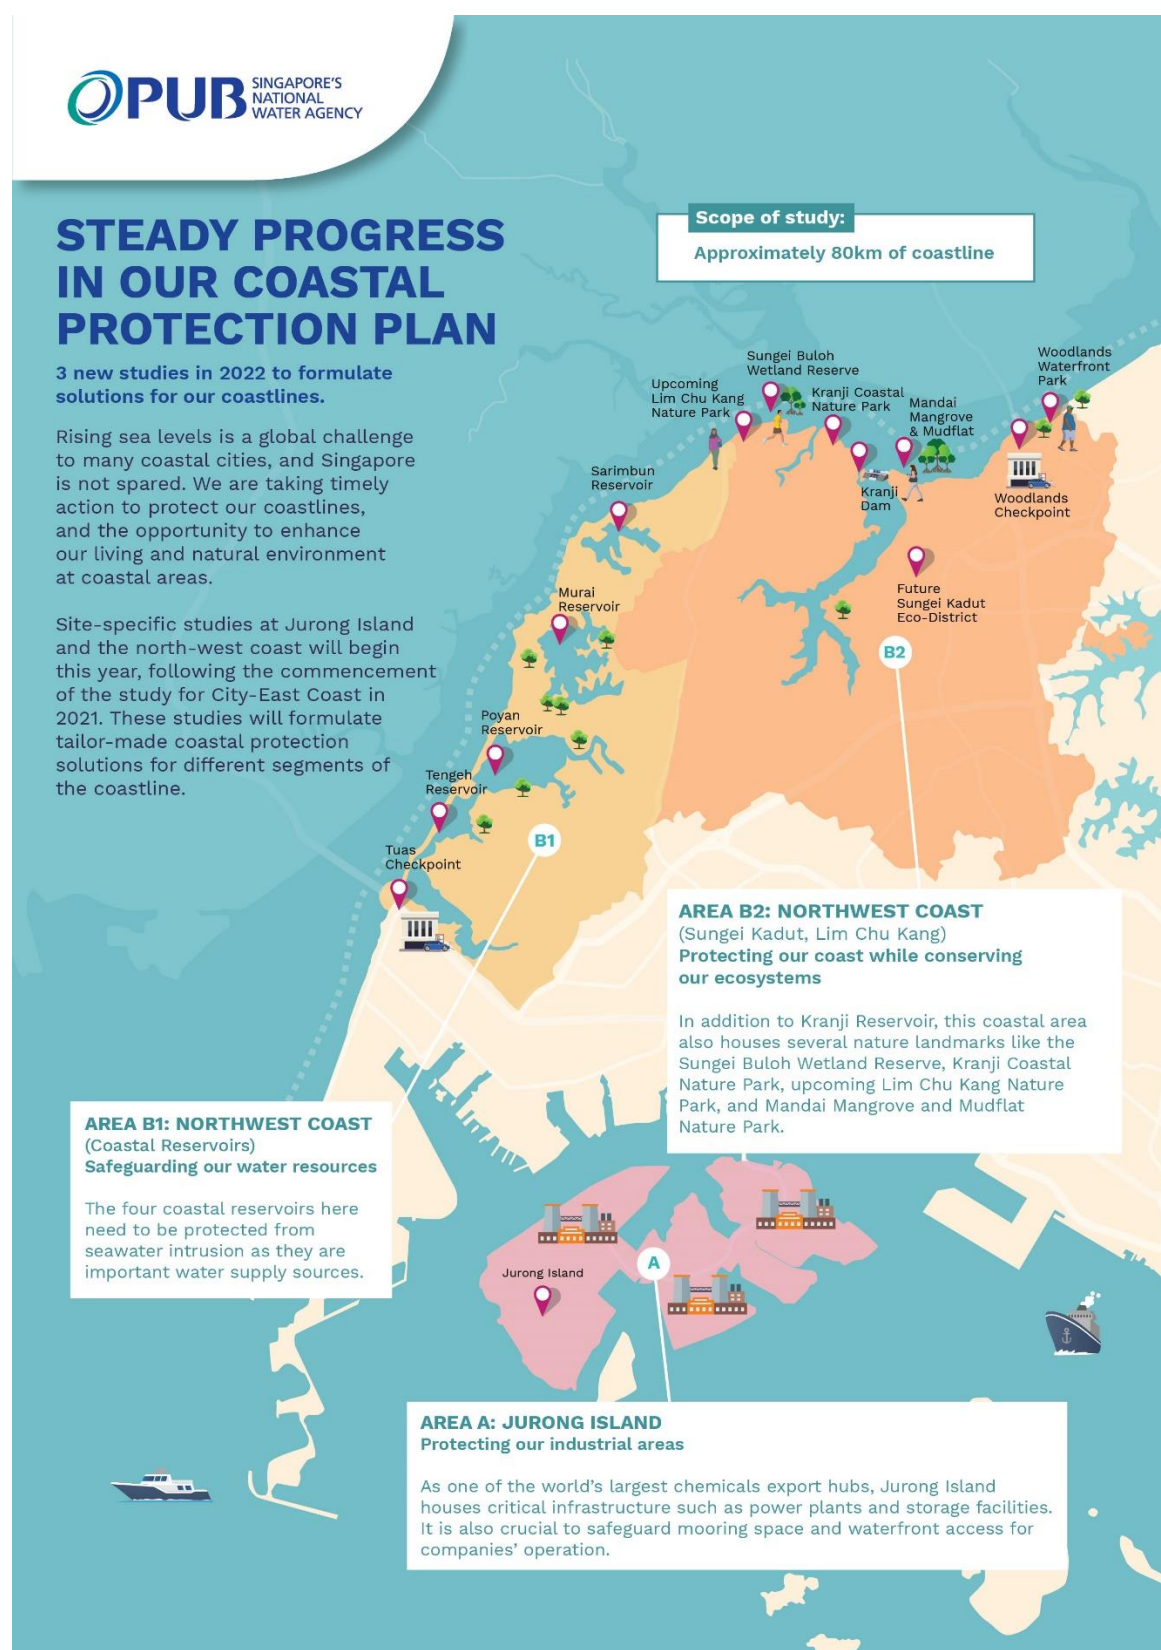 PUB SINGAPORE'S
NATIONAL
WATER AGENCY
STEADY PROGRESS
IN OUR COASTAL
PROTECTION PLAN
3 new studies in 2022 to formulate
solutions for our coastlines.
Rising sea levels is a global challenge
to many coastal cities, and Singapore
is not spared. We are taking timely
action to protect our coastlines,
and the opportunity to enhance
our living and natural environment
at coastal areas.
Site-specific studies at Jurong Island
and the north-west coast will begin
this year, following the commencement
of the study for City-East Coast in
2021. These studies will formulate
tailor-made coastal protection
solutions for different segments of
the coastline.
Scope of study:
Approximately 80km of coastline
Woodlands
Waterfront
Park
Sungei Buloh
Wetland Reserve
Upcoming
Lim Chu Kang
Nature Park
Kranji Coastal
Nature Park
Mandai
Mangrove
& Mudflat
Sarimbun
Reservoir
Kranji
Dam
Woodlands
Checkpoint
Murai
Reservoir
Future
Sungei Kadut
Eco-District
B2
Poyan
Reservoir
Tengeh
Reservoir
B1
Tuas
Checkpoint
AREA B2: NORTHWEST COAST
(Sungei Kadut, Lim Chu Kang)
Protecting our coast while conserving
our ecosystems
In addition to Kranji Reservoir, this coastal area
also houses several nature landmarks like the
Sungei Buloh Wetland Reserve, Kranji Coastal
Nature Park, upcoming Lim Chu Kang Nature
Park, and Mandai Mangrove and Mudflat
Nature Park.
AREA B1: NORTHWEST COAST
(Coastal Reservoirs)
Safeguarding our water resources
The four coastal reservoirs here
need to be protected from
seawater intrusion as they are
important water supply sources.
Jurong Island
A
AREA A: JURONG ISLAND
Protecting our industrial areas
As one of the world's largest chemicals export hubs, Jurong Island
houses critical infrastructure such as power plants and storage facilities.
It is also crucial to safeguard mooring space and waterfront access for
companies' operation.